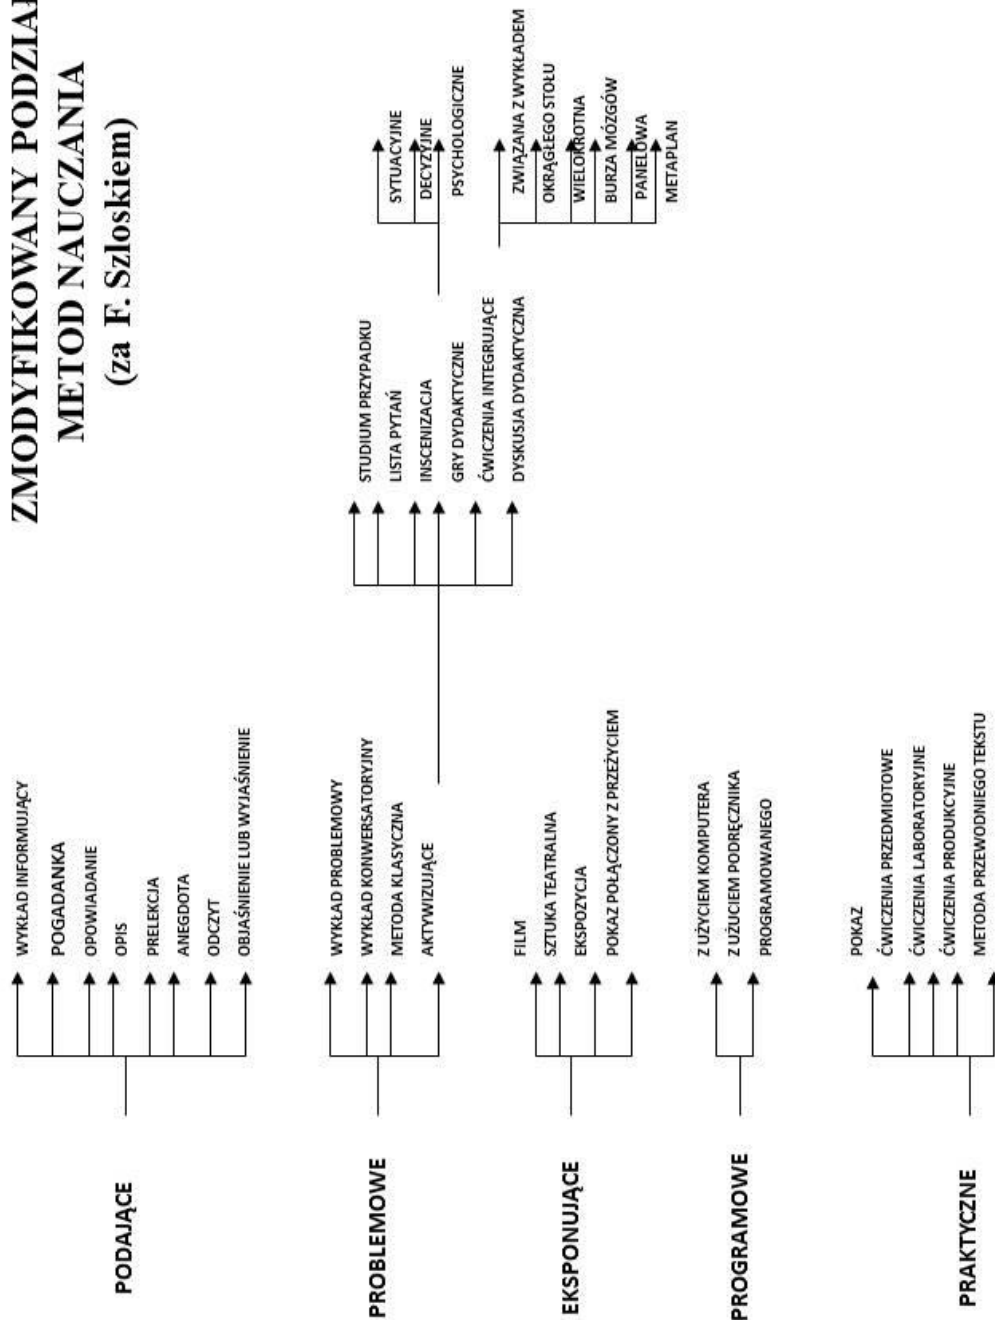 ZMODYFIKOWANY PODZIAŁ
METOD NAUCZANIA
(za F. Szloskiem)
PODAJĄCE
WYKŁAD INFORMUJĄCY
POGADANKA
OPOWIADANIE
OPIS
PRELEKCJA
ANEGDOTA
ODCZYT
OBJAŚNIENIE LUB WYJAŚNIENIE
PROBLEMOWE
WYKŁAD PROBLEMOWY
WYKŁAD KONWERSATORYJNY
METODA KLASYCZNA
AKTYWIZUJĄCE
STUDIUM PRZYPADKU
LISTA PYTAŃ
INSCENIZACJA
GRY DYDAKTYCZNE
ĆWICZENIA INTEGRUJĄCE
DYSKUSJA DYDAKTYCZNA
SYTUACYJNE
DECYZYJNE
PSYCHOLOGICZNE
ZWIĄZANA Z WYKŁADEM
OKRĄGŁEGO STOŁU
WIELOKROTNA
BURZA MÓZGÓW
PANELOWA
METAPLAN
EKSPONUJĄCE
FILM
SZTUKA TEATRALNA
EKSPOZYCJA
POKAZ POŁĄCZONY Z PRZEŻYCIEM
PROGRAMOWE
Z UŻYCIEM KOMPUTERA
Z UŻUCIEM PODRĘCZNIKA
PROGRAMOWANEGO
PRAKTYCZNE
POKAZ
ĆWICZENIA PRZEDMIOTOWE
ĆWICZENIA LABORATORYJNE
ĆWICZENIA PRODUKCYJNE
METODA PRZEWODNIEGO TEKSTU